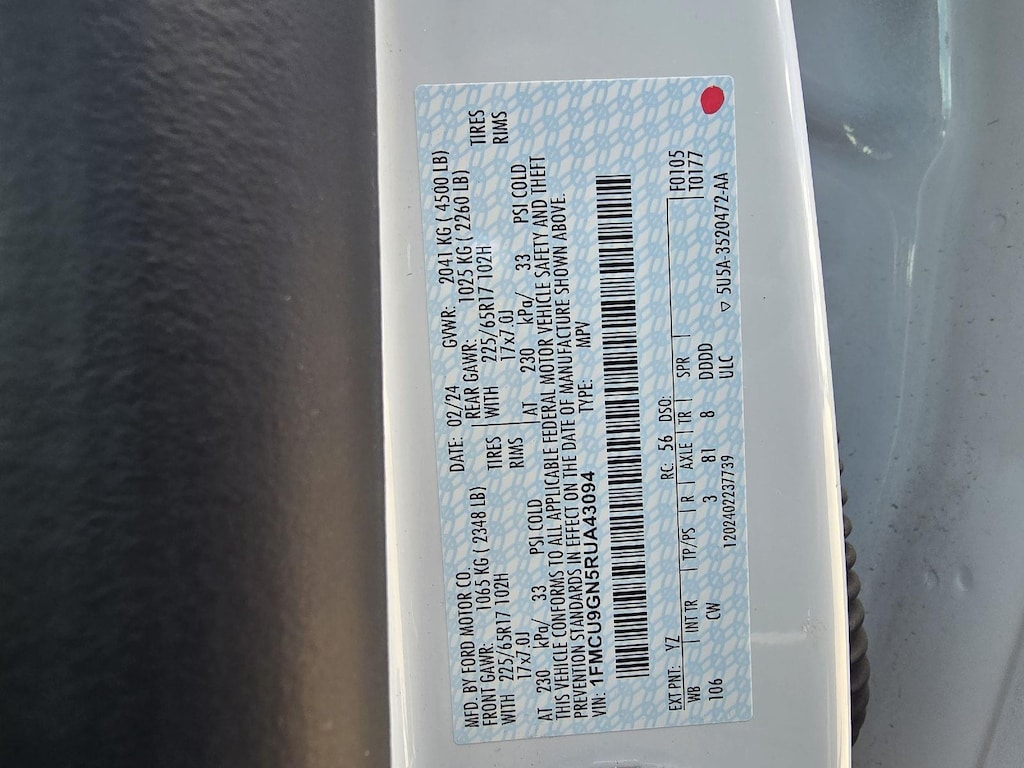 MFD. BY FORD MOTOR CO.
DATE: 02/24 GVWR: 2041 KG ( 4500 LB)
FRONT GAWR: 1065 KG ( 2348 LB)
REAR GAWR: 1025 KG ( 2260 LB)
WITH 225/65R17 102H TIRES
WITH 225/65R17 102H TIRES
17x7.0J RIMS
17x7.0J RIMS
AT 230 kPa/ 33 PSI COLD
AT 230 kPa/ 33 PSI COLD
THIS VEHICLE CONFORMS TO ALL APPLICABLE FEDERAL MOTOR VEHICLE SAFETY AND THEFT
PREVENTION STANDARDS IN EFFECT ON THE DATE OF MANUFACTURE SHOWN ABOVE.
VIN: 1FMCU9GN5RUA43094 TYPE: MPV
EXT PNT: YZ RC: 56 DSO: F0105
WB INT TR TP/PS R AXLE TR SPR T0177
106 CW 3 81 8 DDDD
1202402237739 ULC ▽ 5U5A-3520472-AA